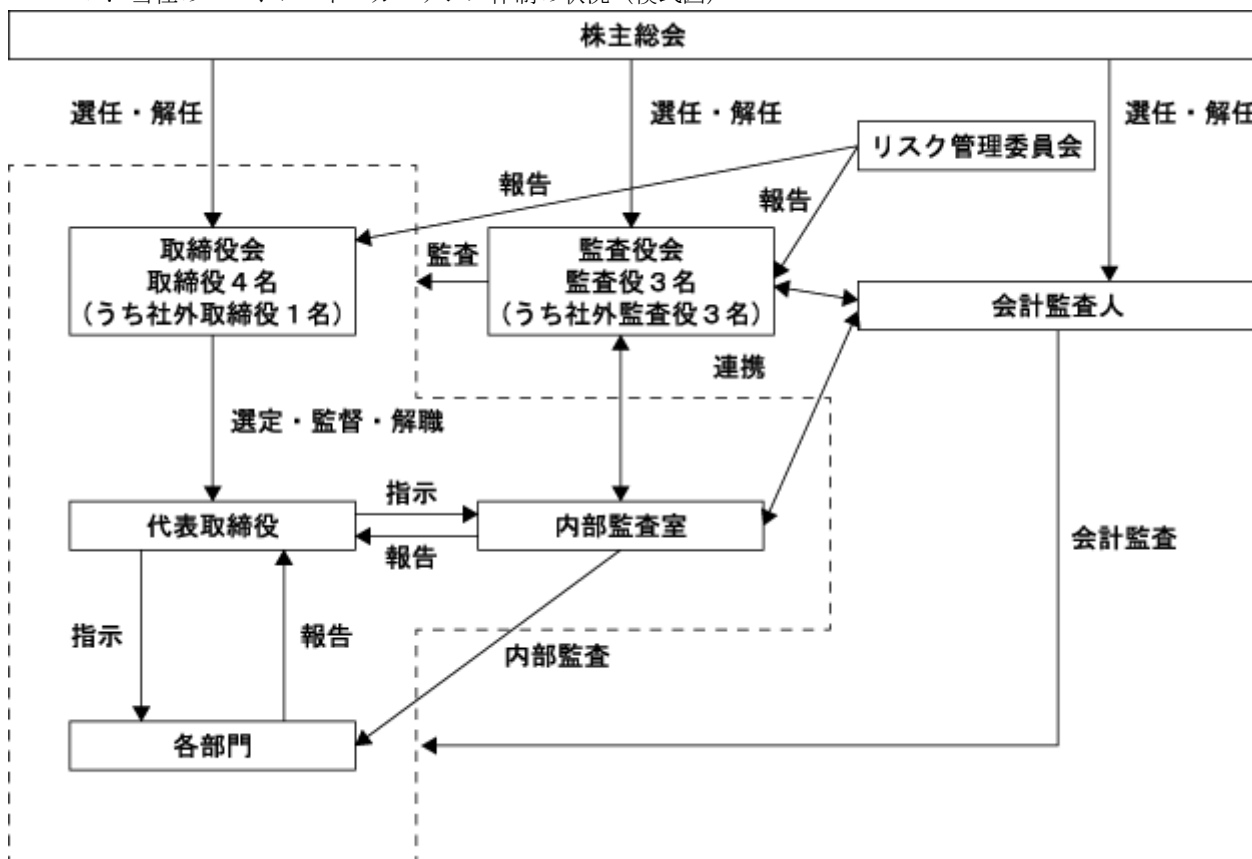 株主総会
選任・解任
選任・解任
選任・解任
リスク管理委員会
報告
報告
取締役会
取締役４名
（うち社外取締役１名）
監査
監査役会
監査役３名
（うち社外監査役３名）
会計監査人
連携
選定・監督・解職
代表取締役
指示
報告
内部監査室
会計監査
指示
報告
内部監査
各部門